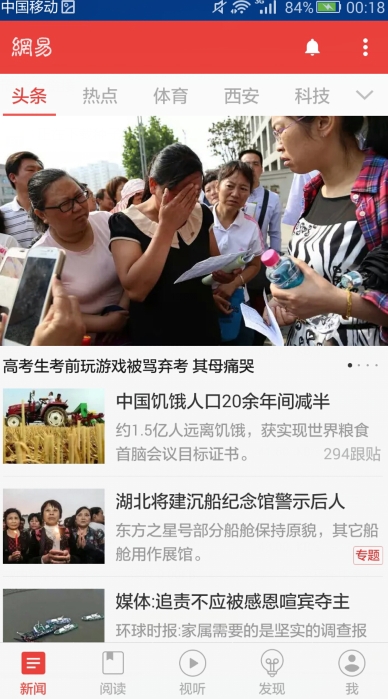 中国移动 3G 84% 00:18
網易
头条 热点 体育 西安 科技
高考生考前玩游戏被骂弃考 其母痛哭
中国饥饿人口20余年间减半
约1.5亿人远离饥饿，获实现世界粮食
首脑会议目标证书。 294跟贴
湖北将建沉船纪念馆警示后人
东方之星号部分船舱保持原貌，其它船
舱用作展馆。 专题
媒体:追责不应被感恩喧宾夺主
环球时报:家属需要的是坚实的调查报
新闻 阅读 视听 发现 我